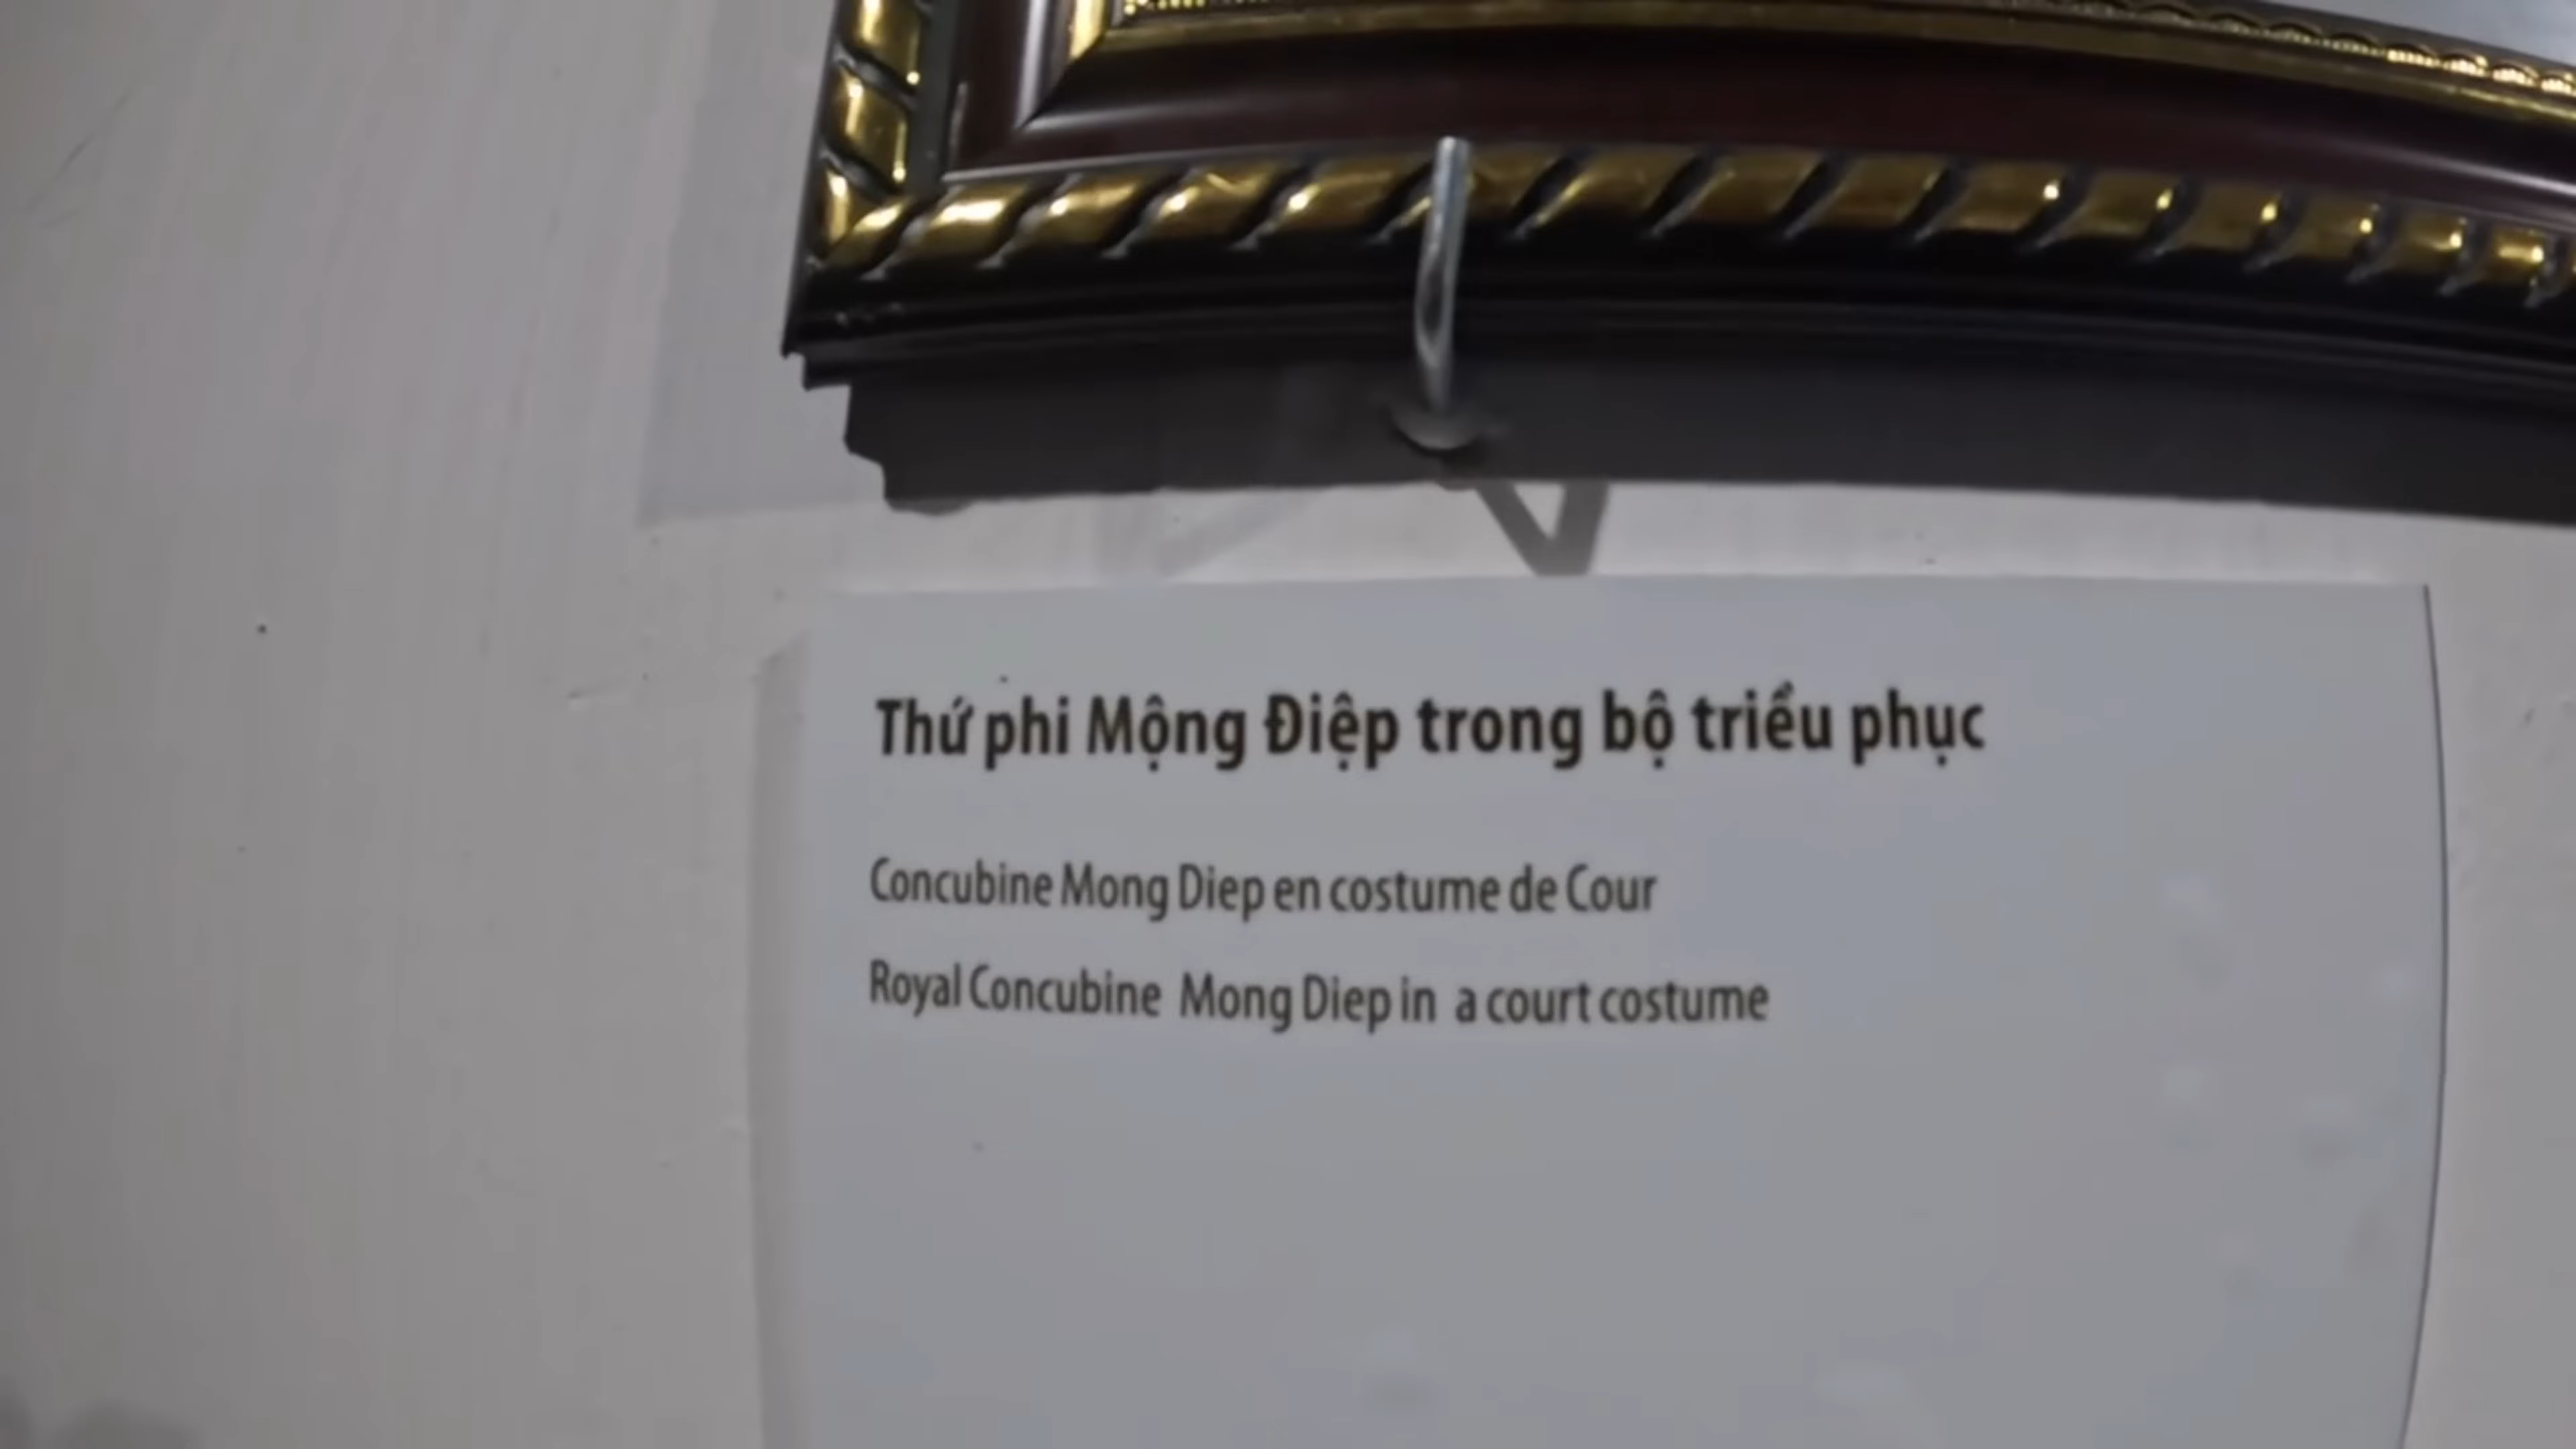 Thứ phi Mộng Điệp trong bộ triểu phục
Concubine Mong Diep en costume de Cour
Royal Concubine Mong Diep in a court costume